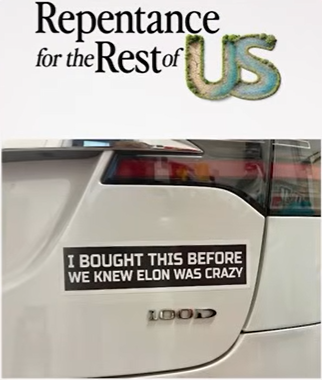 Repentance
for the Rest of US
I BOUGHT THIS BEFORE
WE KNEW ELON WAS CRAZY
100D